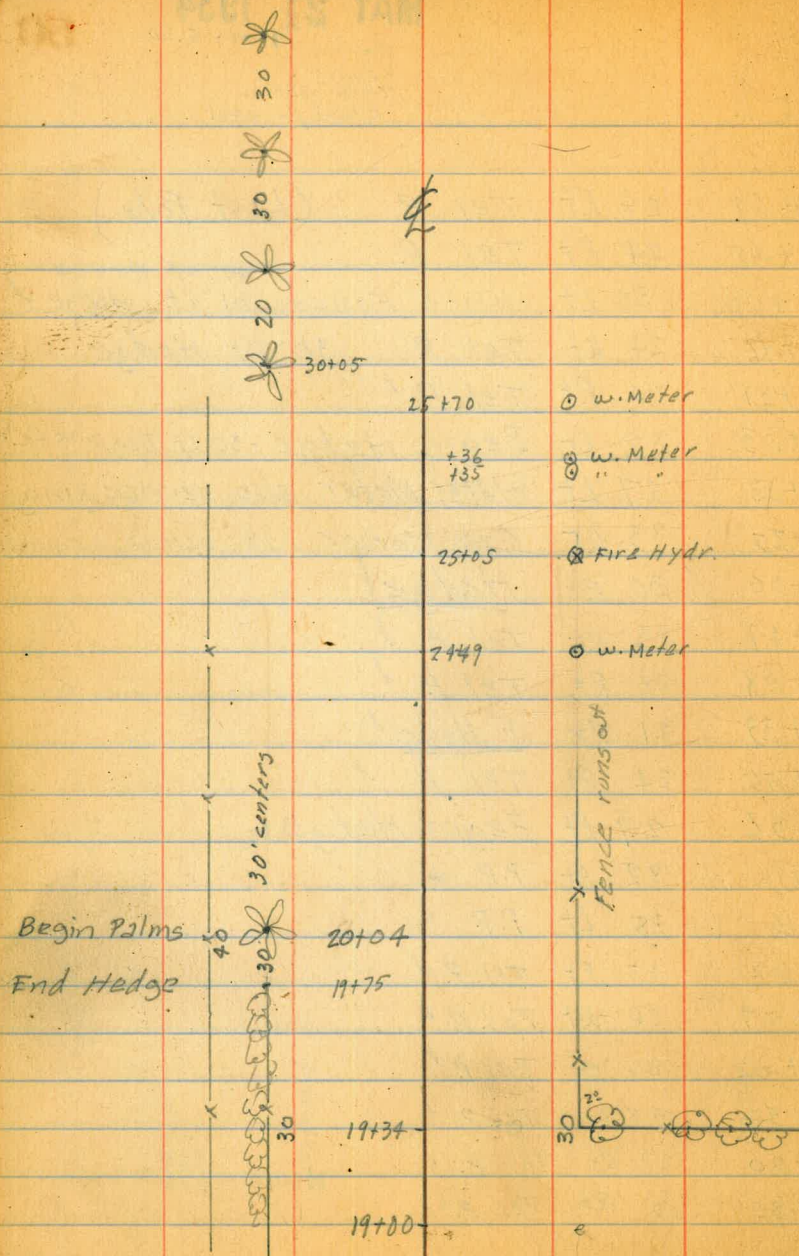 30
30
℄
20
30+05
25+70 w. Meter
+36 w. Meter
+35 " "
25+05 Fire Hydr.
24+49 w. Meter
Fence runs out
30' centers
Begin Palms 40 20+04
30
End Hedge 19+75
30 19+34 30
19+00